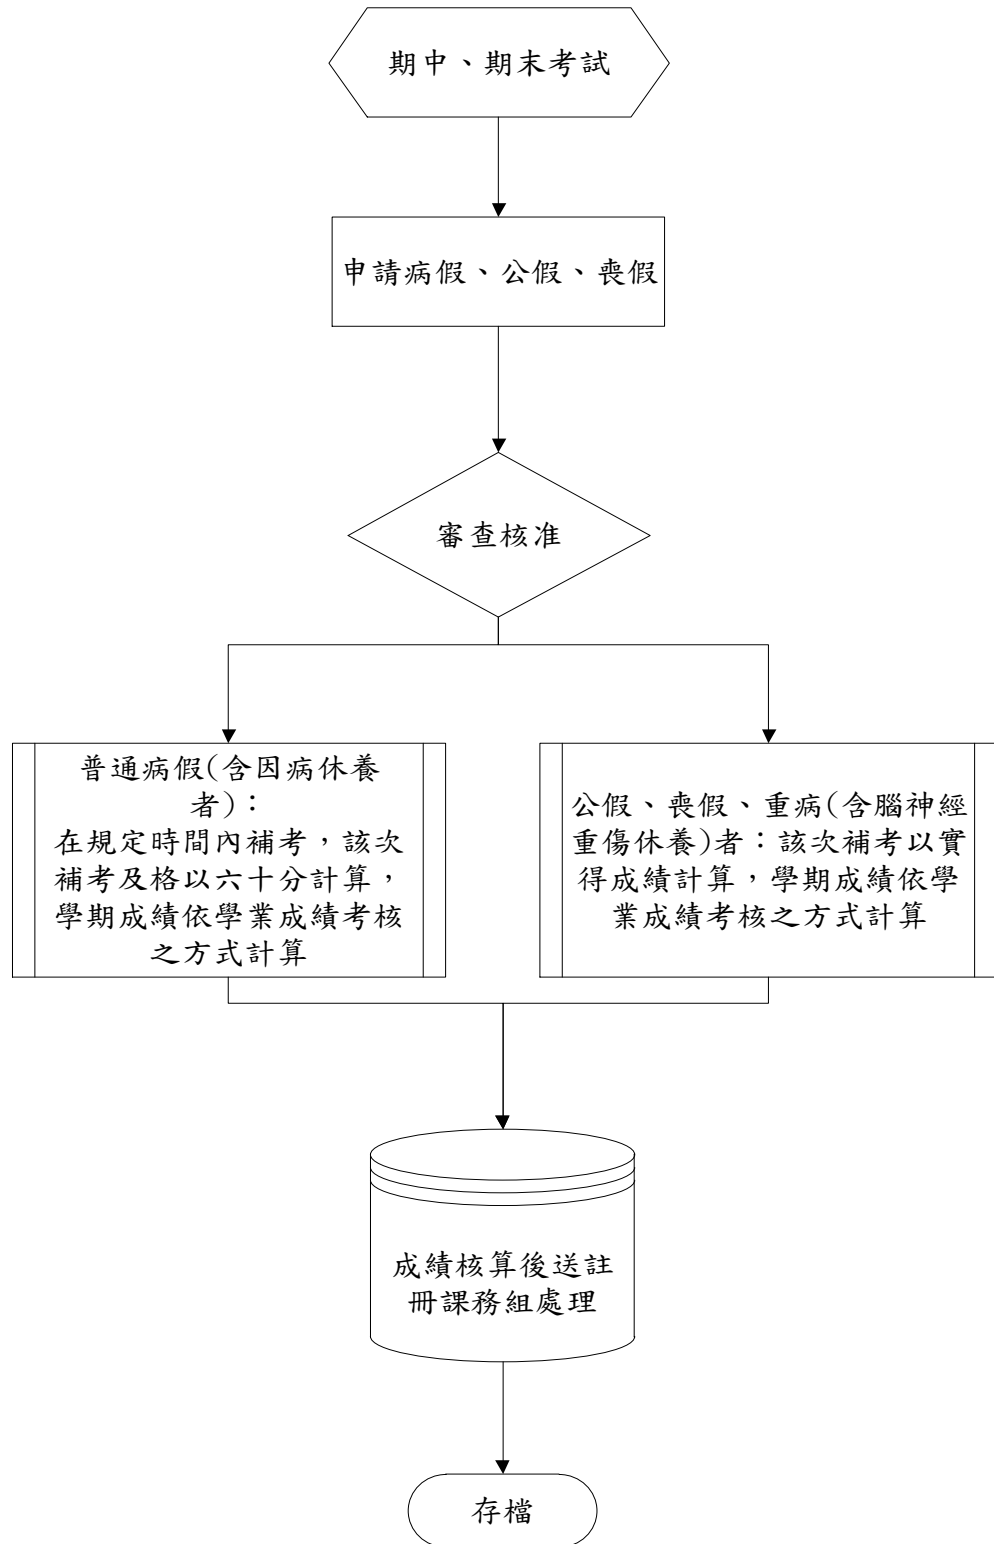 期中、期末考試
申請病假、公假、喪假
審查核准
普通病假(含因病休養
者)：
在規定時間內補考，該次
補考及格以六十分計算，
學期成績依學業成績考核
之方式計算
公假、喪假、重病(含腦神經
重傷休養)者：該次補考以實
得成績計算，學期成績依學
業成績考核之方式計算
成績核算後送註
冊課務組處理
存檔